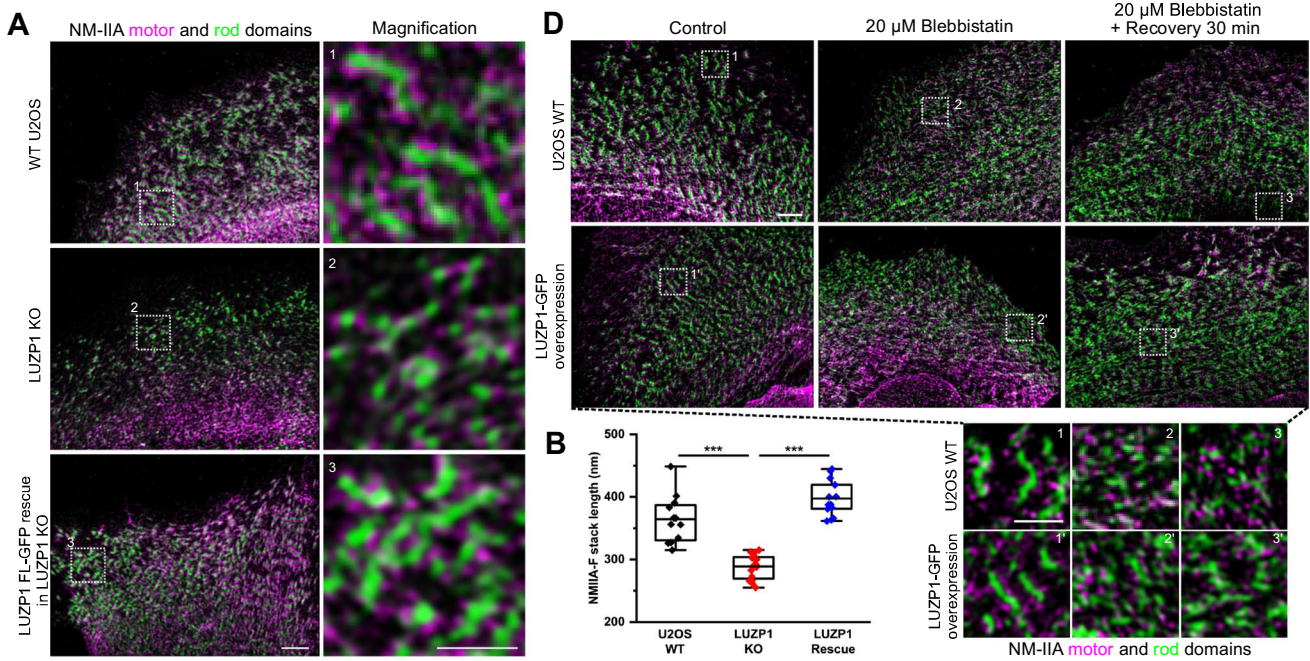 A
NM-IIA motor and rod domains
Magnification
WT U2OS
1
1
LUZP1 KO
2
2
LUZP1 FL-GFP rescue
in LUZP1 KO
3
3
D
Control
20 µM Blebbistatin
20 µM Blebbistatin
+ Recovery 30 min
U2OS WT
1
2
3
LUZP1-GFP
overexpression
1'
2'
3'
B
NMIIA-F stack length (nm)
500
400
300
200
***
***
U2OS
WT
LUZP1
KO
LUZP1
Rescue
U2OS WT
1
2
3
LUZP1-GFP
overexpression
1'
2'
3'
NM-IIA motor and rod domains